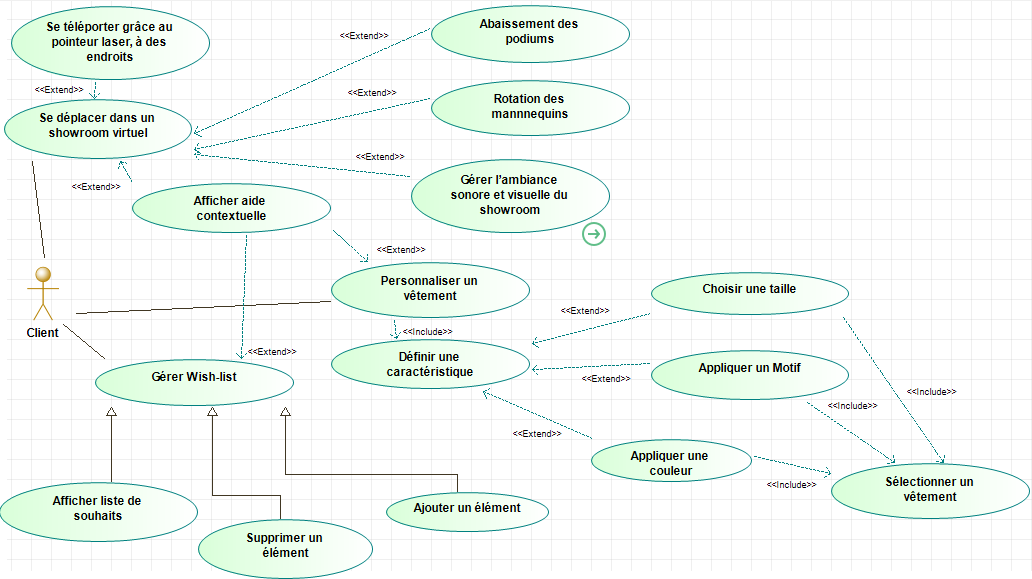 Se téléporter grâce au
pointeur laser, à des
endroits
<<Extend>>
Abaissement des
podiums
<<Extend>>
Se déplacer dans un
showroom virtuel
<<Extend>>
Rotation des
mannnequins
<<Extend>>
Gérer l'ambiance
sonore et visuelle du
showroom
<<Extend>>
Afficher aide
contextuelle
<<Extend>>
Personnaliser un
vêtement
Choisir une taille
<<Extend>>
Client
<<Include>>
<<Extend>>
Définir une
caractéristique
Appliquer un Motif
<<Extend>>
Gérer Wish-list
<<Include>>
<<Include>>
<<Extend>>
Appliquer une
couleur
<<Include>>
Sélectionner un
vêtement
Afficher liste de
souhaits
Ajouter un élément
Supprimer un
élément